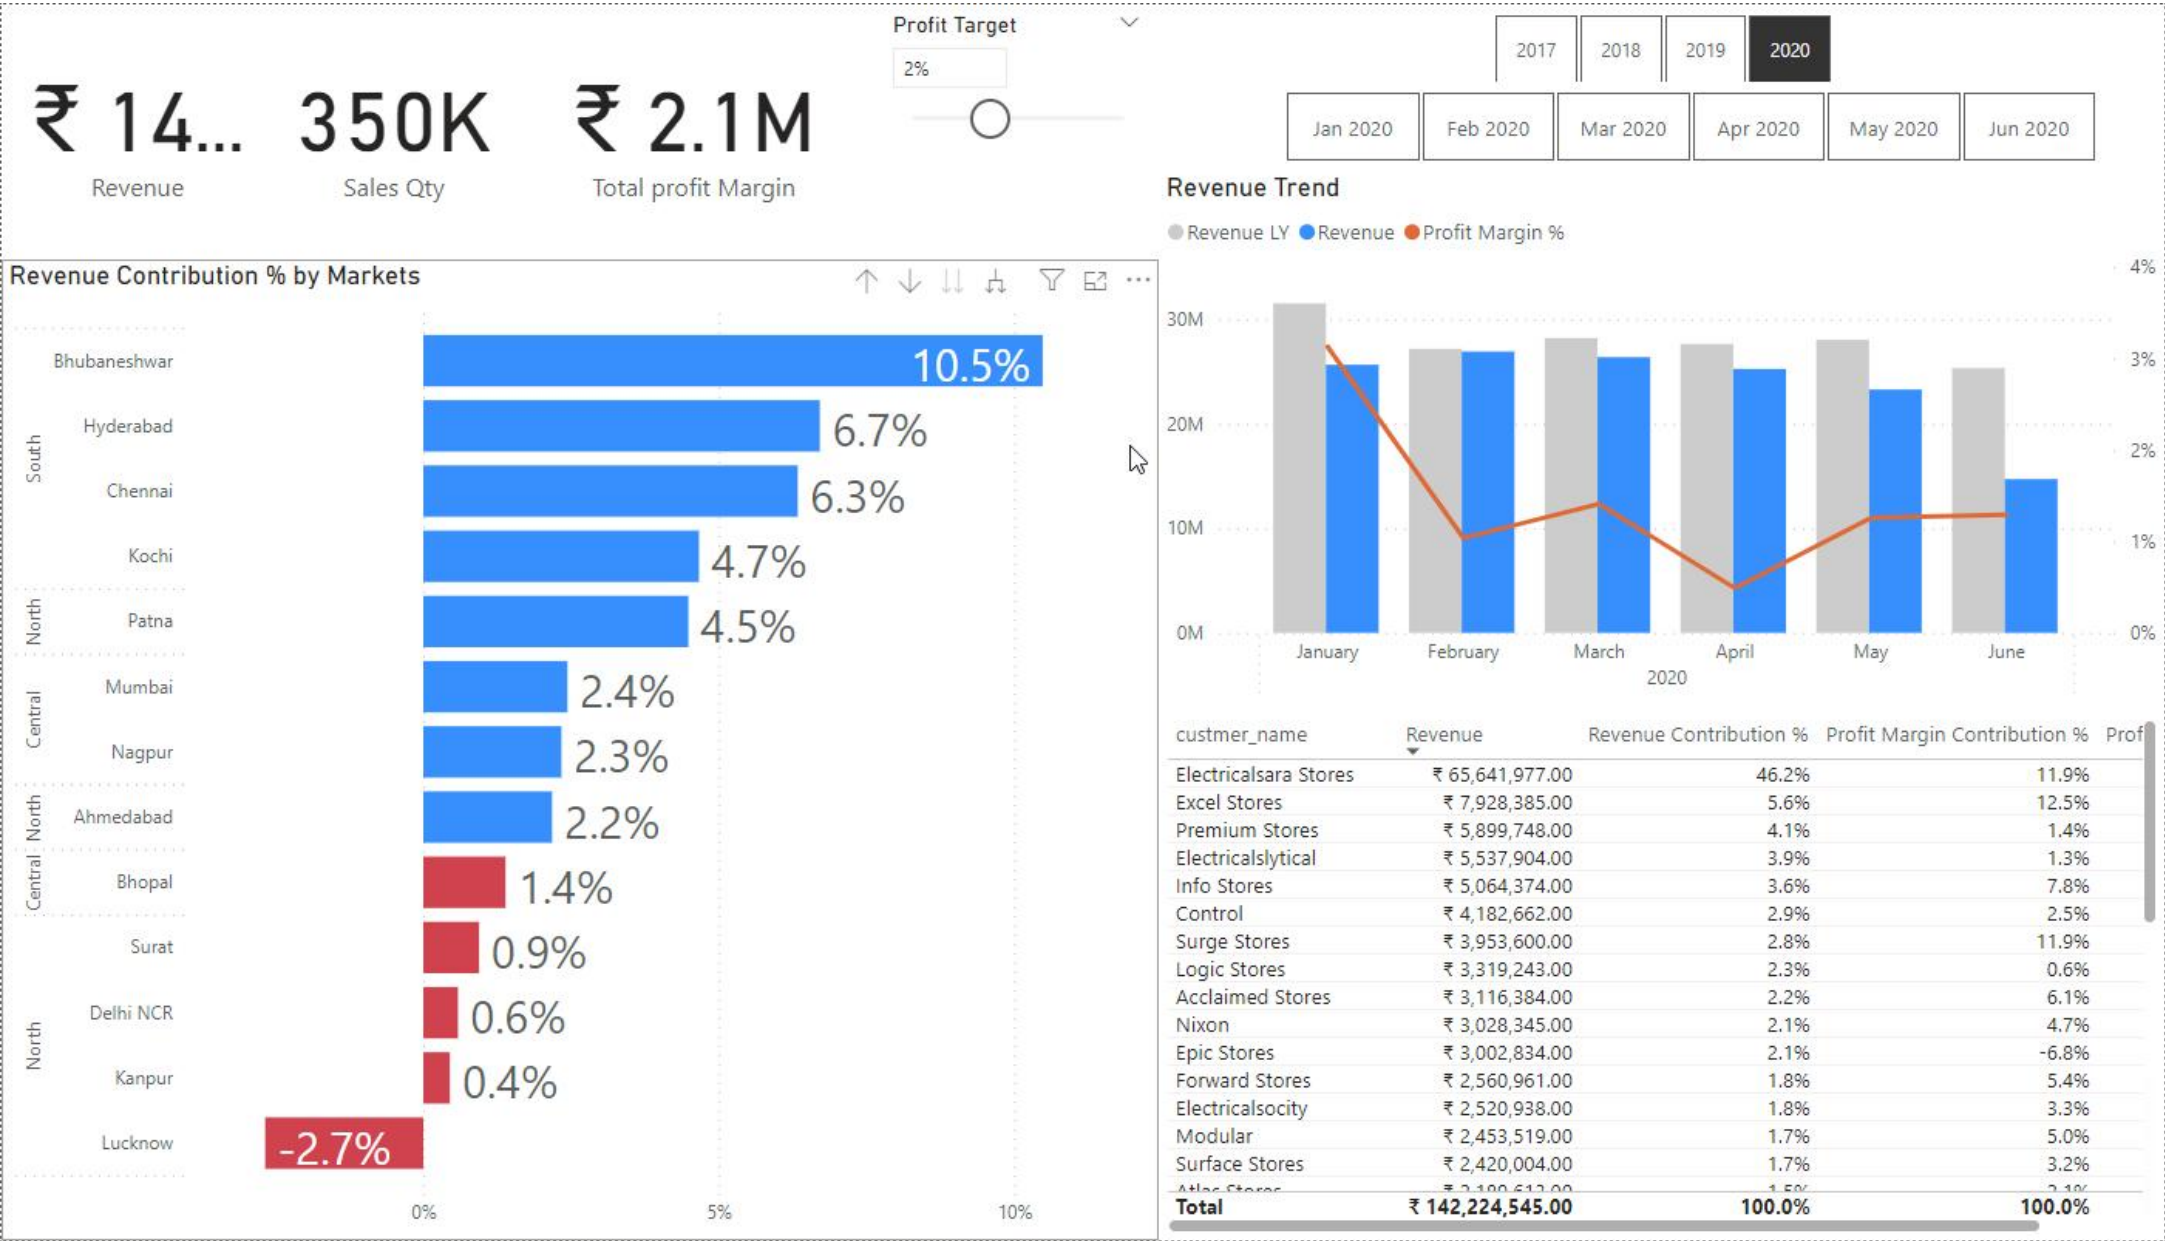 Profit Target
2%
2017 2018 2019 2020
₹ 14... 350K ₹ 2.1M
Revenue Sales Qty Total profit Margin
Jan 2020 Feb 2020 Mar 2020 Apr 2020 May 2020 Jun 2020
Revenue Contribution % by Markets
South
Bhubaneshwar 10.5%
Hyderabad 6.7%
Chennai 6.3%
Kochi 4.7%
North
Patna 4.5%
Central
Mumbai 2.4%
Nagpur 2.3%
North
Ahmedabad 2.2%
Central
Bhopal 1.4%
North
Surat 0.9%
Delhi NCR 0.6%
Kanpur 0.4%
Lucknow -2.7%
0% 5% 10%
Revenue Trend
Revenue LY Revenue Profit Margin %
4%
30M
3%
20M
2%
10M
1%
0M
0%
January February March April May June
2020
custmer_name Revenue Revenue Contribution % Profit Margin Contribution % Prof
Electricalsara Stores ₹ 65,641,977.00 46.2% 11.9%
Excel Stores ₹ 7,928,385.00 5.6% 12.5%
Premium Stores ₹ 5,899,748.00 4.1% 1.4%
Electricalslytical ₹ 5,537,904.00 3.9% 1.3%
Info Stores ₹ 5,064,374.00 3.6% 7.8%
Control ₹ 4,182,662.00 2.9% 2.5%
Surge Stores ₹ 3,953,600.00 2.8% 11.9%
Logic Stores ₹ 3,319,243.00 2.3% 0.6%
Acclaimed Stores ₹ 3,116,384.00 2.2% 6.1%
Nixon ₹ 3,028,345.00 2.1% 4.7%
Epic Stores ₹ 3,002,834.00 2.1% -6.8%
Forward Stores ₹ 2,560,961.00 1.8% 5.4%
Electricalsocity ₹ 2,520,938.00 1.8% 3.3%
Modular ₹ 2,453,519.00 1.7% 5.0%
Surface Stores ₹ 2,420,004.00 1.7% 3.2%
Atlas Stores
Total ₹ 142,224,545.00 100.0% 100.0%